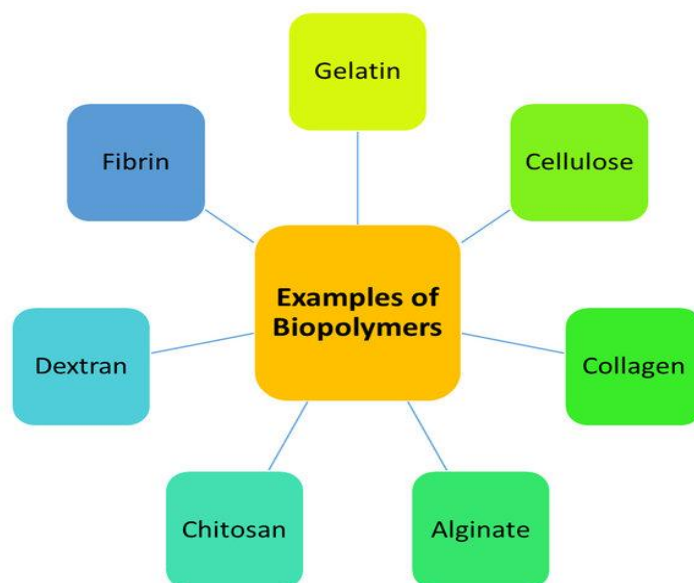 Gelatin
Fibrin
Cellulose
Examples of
Biopolymers
Dextran
Collagen
Chitosan
Alginate